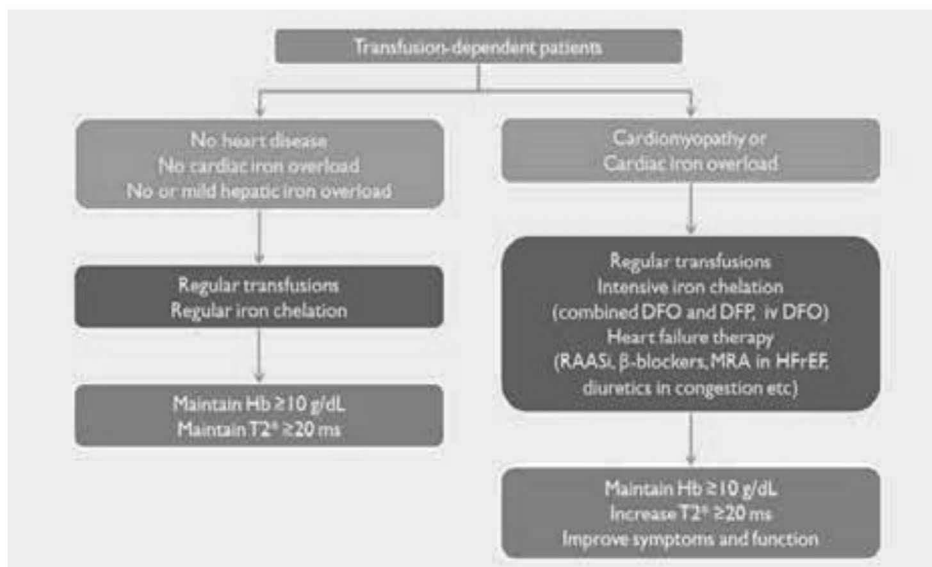 Transfusion-dependent patients
No heart disease
No cardiac iron overload
No or mild hepatic iron overload
Regular transfusions
Regular iron chelation
Maintain Hb ≥10 g/dL
Maintain T2* ≥20 ms
Cardiomyopathy or
Cardiac iron overload
Regular transfusions
Intensive iron chelation
(combined DFO and DFP, iv DFO)
Heart failure therapy
(RAASi, β-blockers, MRA in HFrEF,
diuretics in congestion etc)
Maintain Hb ≥10 g/dL
Increase T2* ≥20 ms
Improve symptoms and function